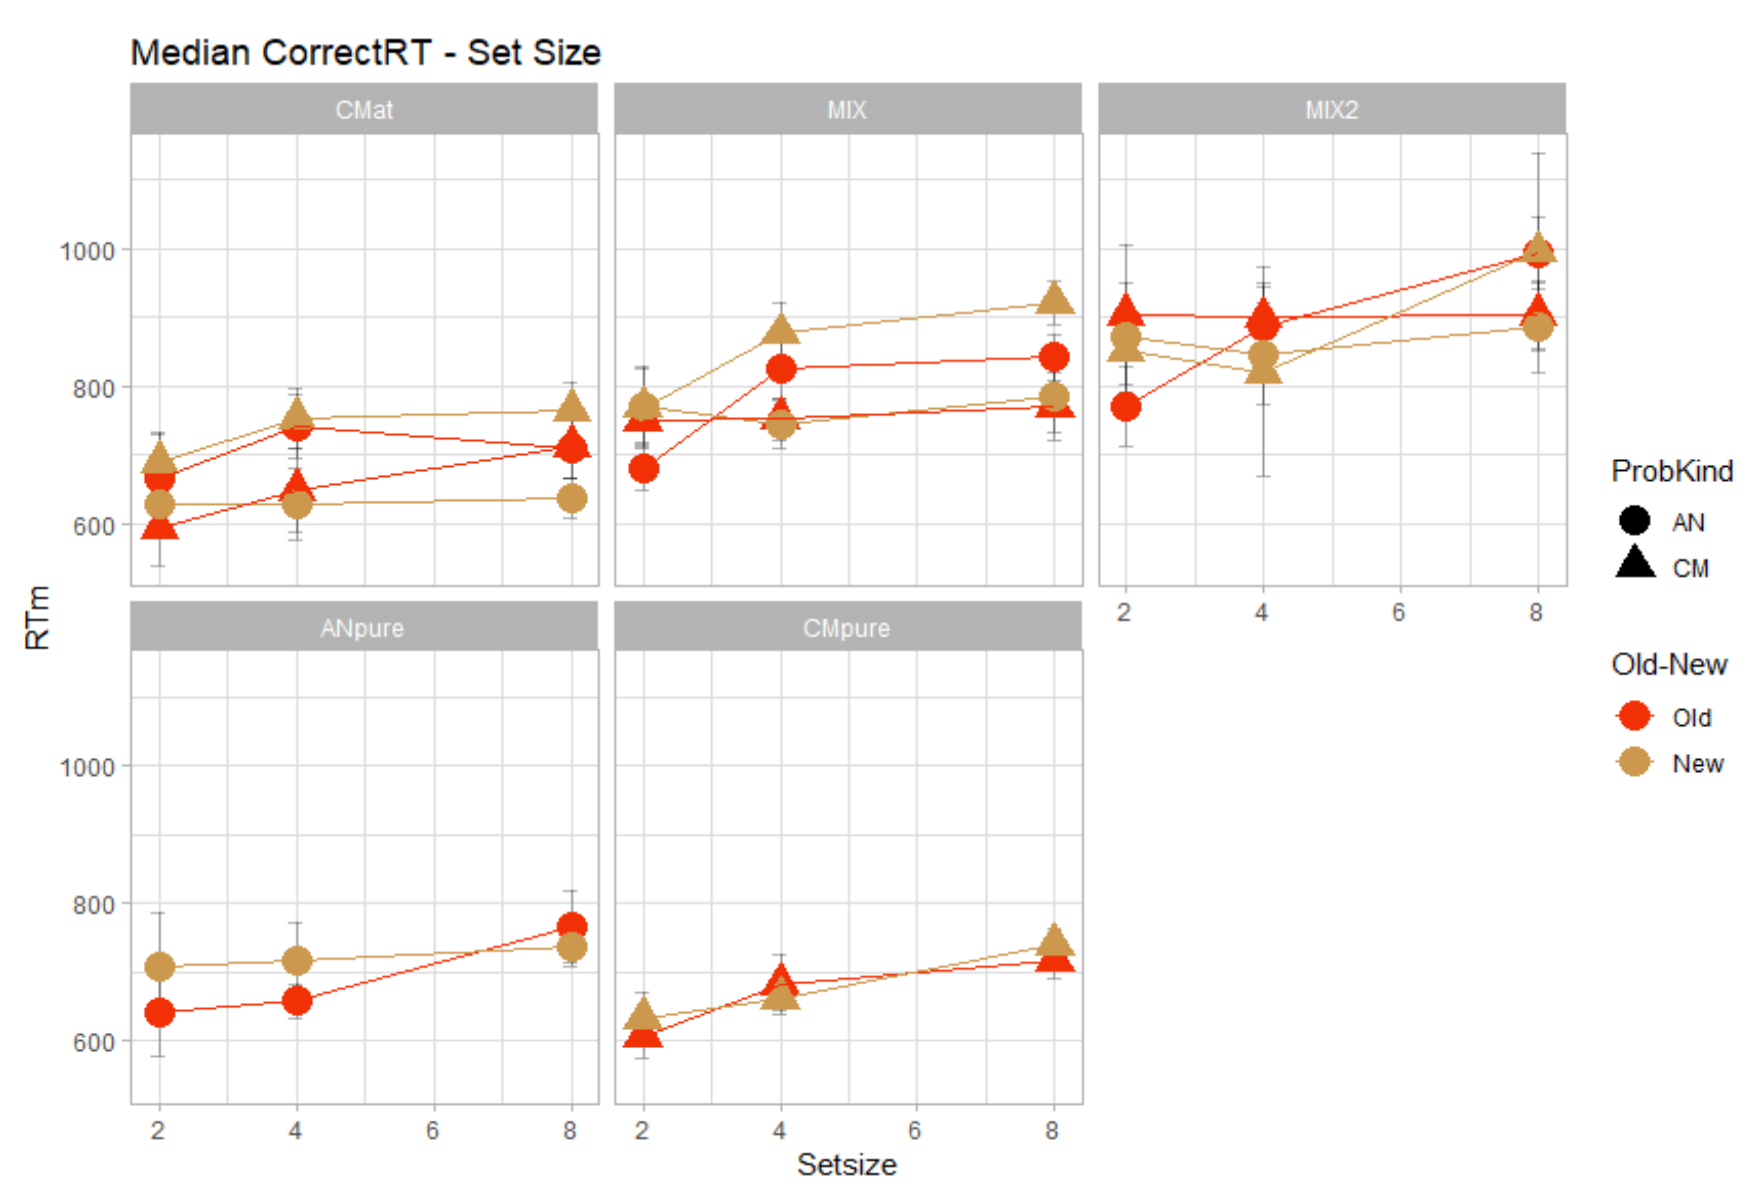 Median CorrectRT - Set Size
CMat
MIX
MIX2
1000
800
600
2
4
6
8
ProbKind
AN
CM
Old-New
Old
New
RTm
ANpure
CMpure
1000
800
600
2
4
6
8
2
4
6
8
Setsize